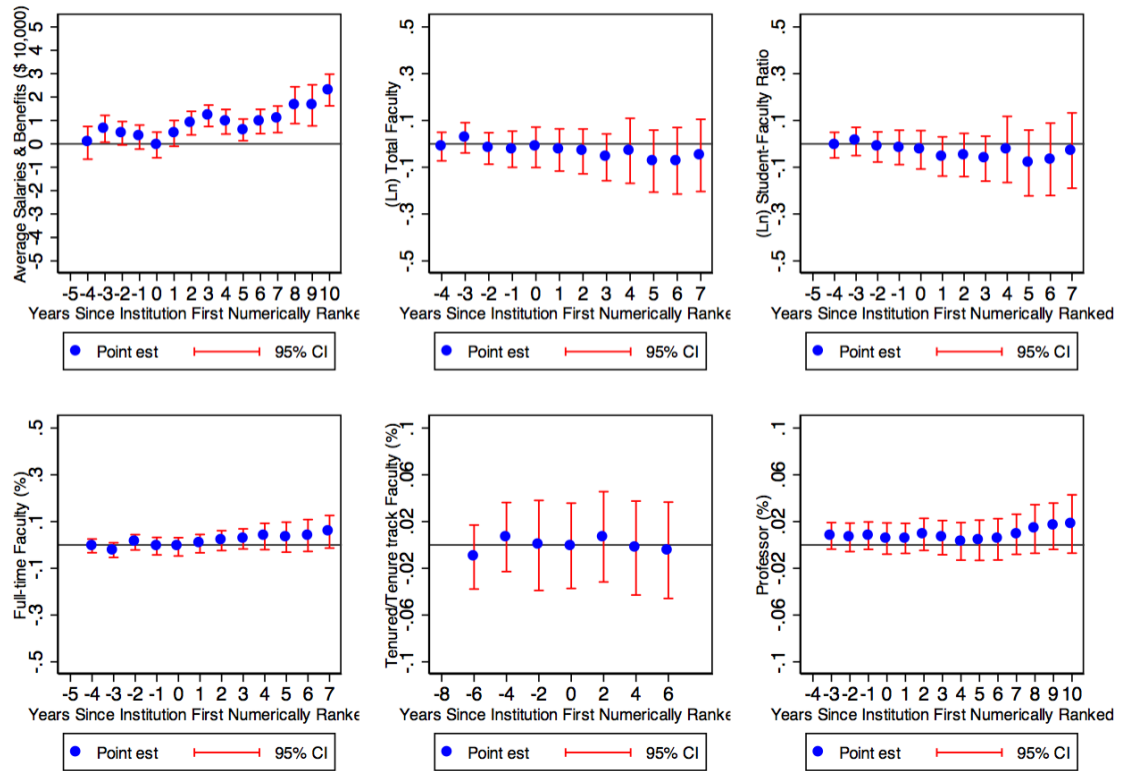 Average Salaries & Benefits ($ 10,000)
5
4
3
2
1
0
-1
-2
-3
-4
-5
-5 -4 -3 -2 -1 0 1 2 3 4 5 6 7 8 9 10
Years Since Institution First Numerically Ranke
Point est 95% CI
(Ln) Total Faculty
.5
.3
.1
-.1
-.3
-.5
-4 -3 -2 -1 0 1 2 3 4 5 6 7
Years Since Institution First Numerically Ranke
Point est 95% CI
(Ln) Student-Faculty Ratio
.5
.3
.1
-.1
-.3
-.5
-5 -4 -3 -2 -1 0 1 2 3 4 5 6 7
Years Since Institution First Numerically Ranked
Point est 95% CI
Full-time Faculty (%)
.5
.3
.1
-.1
-.3
-.5
-5 -4 -3 -2 -1 0 1 2 3 4 5 6 7
Years Since Institution First Numerically Ranke
Point est 95% CI
Tenured/Tenure track Faculty (%)
.1
.06
.02
-.02
-.06
-.1
-8 -6 -4 -2 0 2 4 6
Years Since Institution First Numerically Ranke
Point est 95% CI
Professor (%)
.1
.06
.02
-.02
-.06
-.1
-4 -3 -2 -1 0 1 2 3 4 5 6 7 8 9 10
Years Since Institution First Numerically Ranked
Point est 95% CI